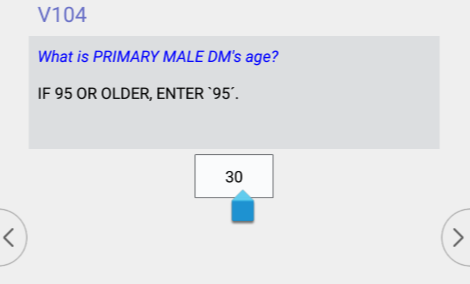 V104
What is PRIMARY MALE DM's age?
IF 95 OR OLDER, ENTER `95´.
30